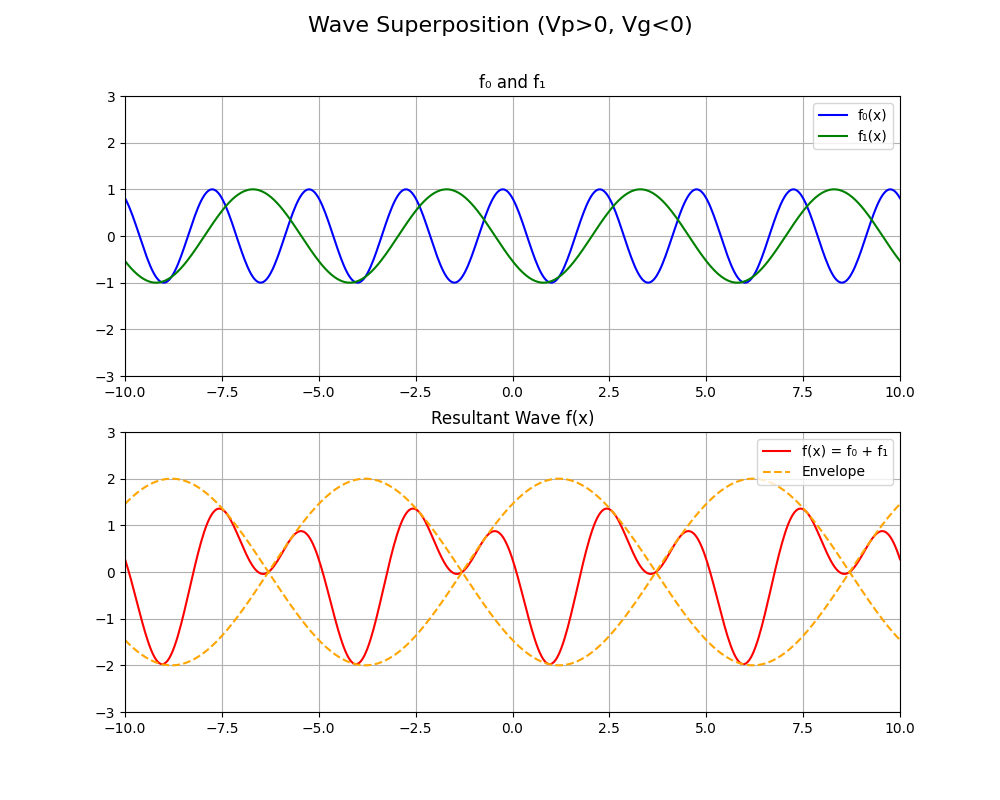 Wave Superposition (Vp>0, Vg<0)
f₀ and f₁
3
2
1
0
−1
−2
−3
f₀(x)
f₁(x)
−10.0 −7.5 −5.0 −2.5 0.0 2.5 5.0 7.5 10.0
Resultant Wave f(x)
3
2
1
0
−1
−2
−3
f(x) = f₀ + f₁
Envelope
−10.0 −7.5 −5.0 −2.5 0.0 2.5 5.0 7.5 10.0